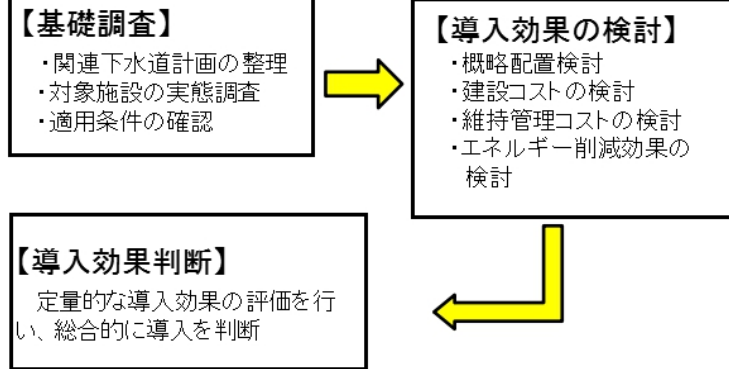 【基礎調査】
・関連下水道計画の整理
・対象施設の実態調査
・適用条件の確認
【導入効果の検討】
・概略配置検討
・建設コストの検討
・維持管理コストの検討
・エネルギー削減効果の
検討
【導入効果判断】
定量的な導入効果の評価を行
い、総合的に導入を判断